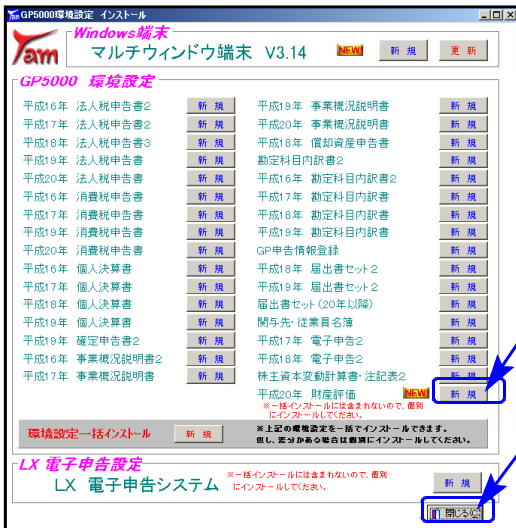 GP5000環境設定 インストール
Tam
Windows端末
マルチウィンドウ端末 V3.14 NEW 新 規 更 新
GP5000 環境設定
平成16年 法人税申告書2 新 規
平成17年 法人税申告書2 新 規
平成18年 法人税申告書3 新 規
平成19年 法人税申告書 新 規
平成20年 法人税申告書 新 規
平成16年 消費税申告書 新 規
平成17年 消費税申告書 新 規
平成19年 消費税申告書 新 規
平成20年 消費税申告書 新 規
平成16年 個人決算書 新 規
平成17年 個人決算書 新 規
平成18年 個人決算書 新 規
平成19年 個人決算書 新 規
平成19年 確定申告書2 新 規
平成16年 事業概況説明書2 新 規
平成17年 事業概況説明書 新 規
平成19年 事業概況説明書 新 規
平成20年 事業概況説明書 新 規
平成18年 償却資産申告書 新 規
勘定科目内訳書2 新 規
平成16年 勘定科目内訳書2 新 規
平成17年 勘定科目内訳書 新 規
平成18年 勘定科目内訳書 新 規
平成19年 勘定科目内訳書 新 規
GP申告情報登録 新 規
平成18年 届出書セット2 新 規
平成19年 届出書セット2 新 規
届出書セット(20年以降) 新 規
関与先・従業員名簿 新 規
平成17年 電子申告2 新 規
平成18年 電子申告2 新 規
株主資本変動計算書・注記表2 新 規
平成20年 財産評価 NEW 新 規
※一括インストールには含まれないので、個別
にインストールしてください。
環境設定一括インストール 新 規
※上記の環境設定を一括でインストールできます。
但し、差分がある場合は個別にインストールしてください。
LX 電子申告設定
LX 電子申告システム
※一括インストールには含まれないので、個別
にインストールしてください。
新 規
閉じる(C)